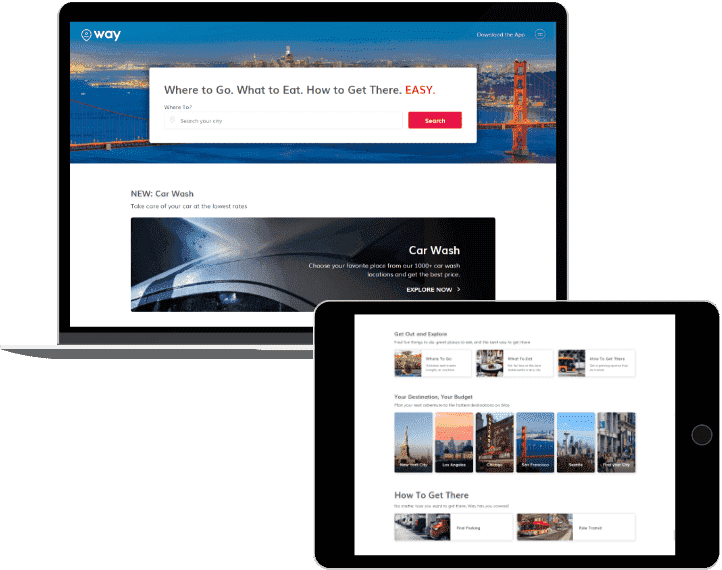 way
Download the App
Where to Go. What to Eat. How to Get There. EASY.
Where To?
Search your city
Search
NEW: Car Wash
Take care of your car at the lowest rates
Car Wash
Choose your favorite place from our 1000+ car wash
locations and get the best price.
EXPLORE NOW
Get Out and Explore
Find fun things to do, great places to eat, and the best way to get there
Where To Go
What To Eat
How To Get There
Your Destination, Your Budget
Plan your next adventure to the hottest destinations on Way
New York City
Los Angeles
Chicago
San Francisco
Seattle
Find your City
How To Get There
No matter how you want to get there, Way has you covered!
Find Parking
Ride Transit